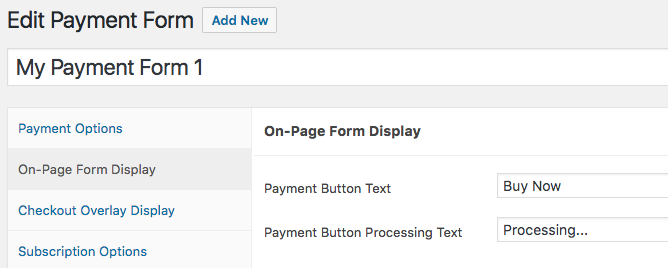 Edit Payment Form Add New
My Payment Form 1
Payment Options
On-Page Form Display
Checkout Overlay Display
Subscription Options
On-Page Form Display
Payment Button Text Buy Now
Payment Button Processing Text Processing...